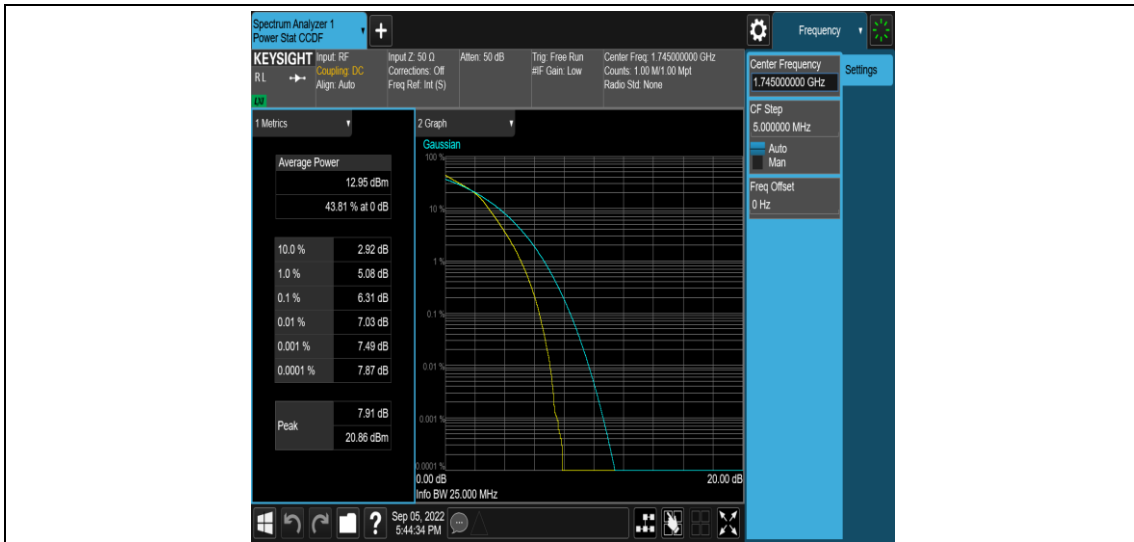 Spectrum Analyzer 1
Power Stat CCDF
+
Frequency
KEYSIGHT
RL
LXI
Input: RF
Coupling: DC
Align: Auto
Input Z: 50 Ω
Corrections: Off
Freq Ref: Int (S)
Atten: 50 dB
Trig: Free Run
#IF Gain: Low
Center Freq: 1.745000000 GHz
Counts: 1.00 M/1.00 Mpt
Radio Std: None
Center Frequency
1.745000000 GHz
Settings
CF Step
5.000000 MHz
Auto
Man
Freq Offset
0 Hz
1 Metrics
Average Power
12.95 dBm
43.81 % at 0 dB
10.0 % 2.92 dB
1.0 % 5.08 dB
0.1 % 6.31 dB
0.01 % 7.03 dB
0.001 % 7.49 dB
0.0001 % 7.87 dB
Peak
7.91 dB
20.86 dBm
2 Graph
Gaussian
100 %
10 %
1 %
0.1 %
0.01 %
0.001 %
0.0001 %
0.00 dB 20.00 dB
Info BW 25.000 MHz
?
Sep 05, 2022
5:44:34 PM